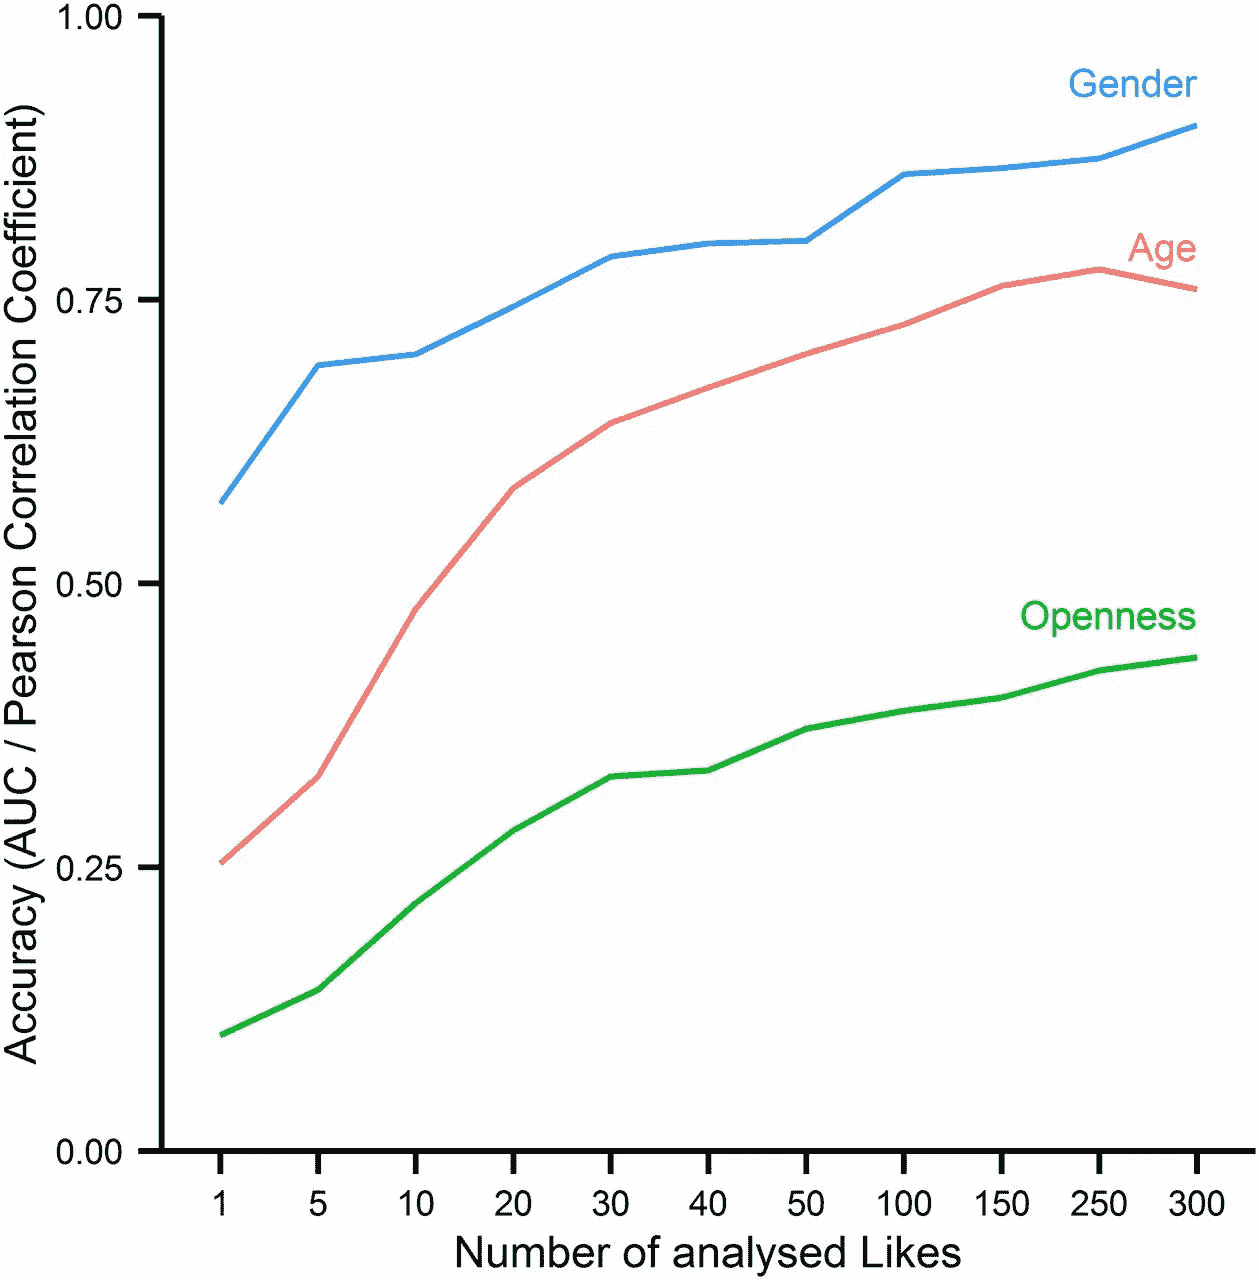 Accuracy (AUC / Pearson Correlation Coefficient)
1.00
0.75
0.50
0.25
0.00
Gender
Age
Openness
1 5 10 20 30 40 50 100 150 250 300
Number of analysed Likes